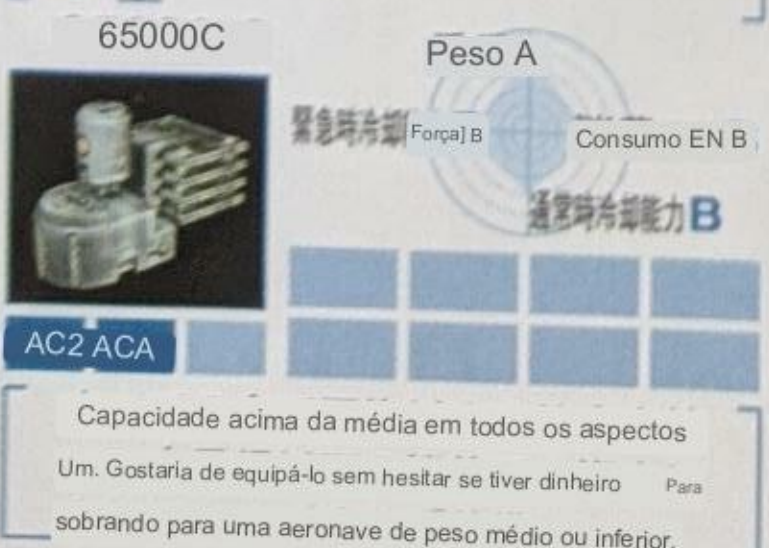 65000C
Peso A
緊急時冷却 Força] B Consumo EN B
通常時冷却能力 B
AC2 ACA
Capacidade acima da média em todos os aspectos
Um. Gostaria de equipá-lo sem hesitar se tiver dinheiro Para
sobrando para uma aeronave de peso médio ou inferior.